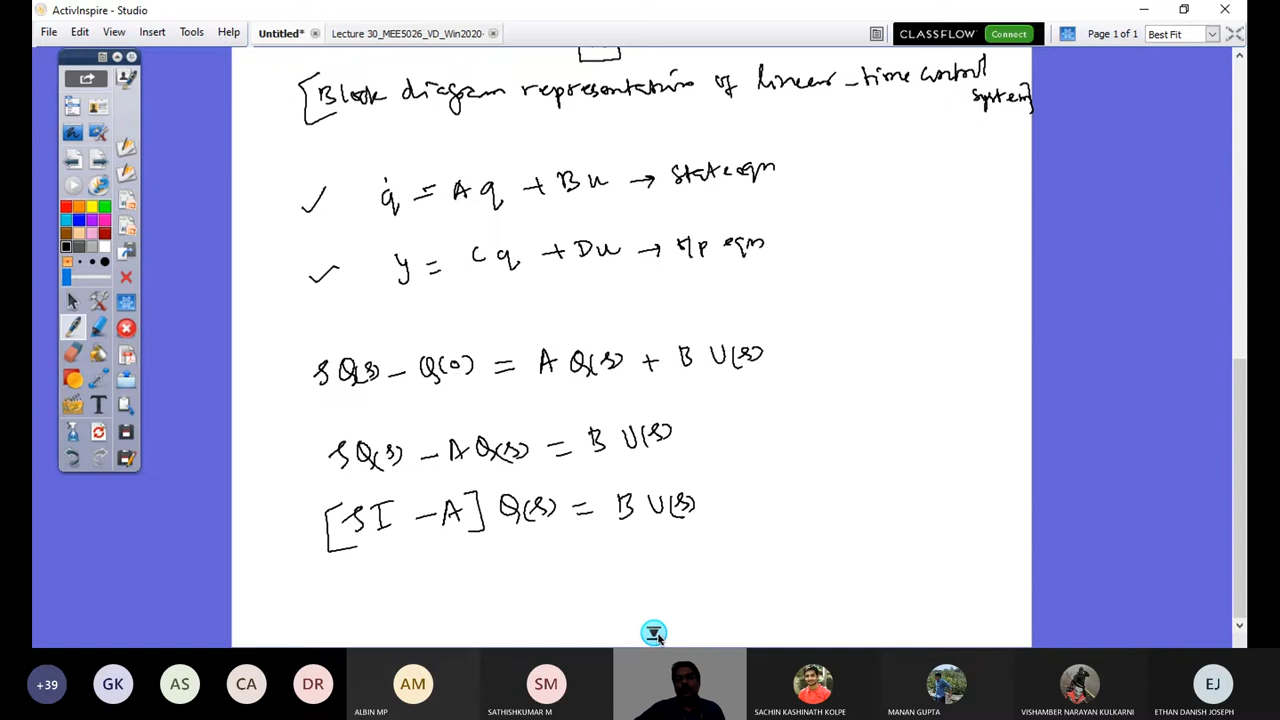 ActivInspire - Studio
File Edit View Insert Tools Help
Untitled* Lecture 30_MEE5026_VD_Win2020-
CLASSFLOW Connect Page 1 of 1 Best Fit
[Block diagram representation of linear-time control
system]
q̇ = Aq + Bu → State eqn
y = Cq + Du → o/p eqn
SQ(s) - Q(0) = A Q(s) + B U(s)
SQ(s) - A Q(s) = B U(s)
[SI - A] Q(s) = B U(s)
+39 GK AS CA DR AM SM EJ
ALBIN MP SATHISHKUMAR M SACHIN KASHINATH KOLPE MANAN GUPTA VISHAMBER NARAYAN KULKARNI ETHAN DANISH JOSEPH